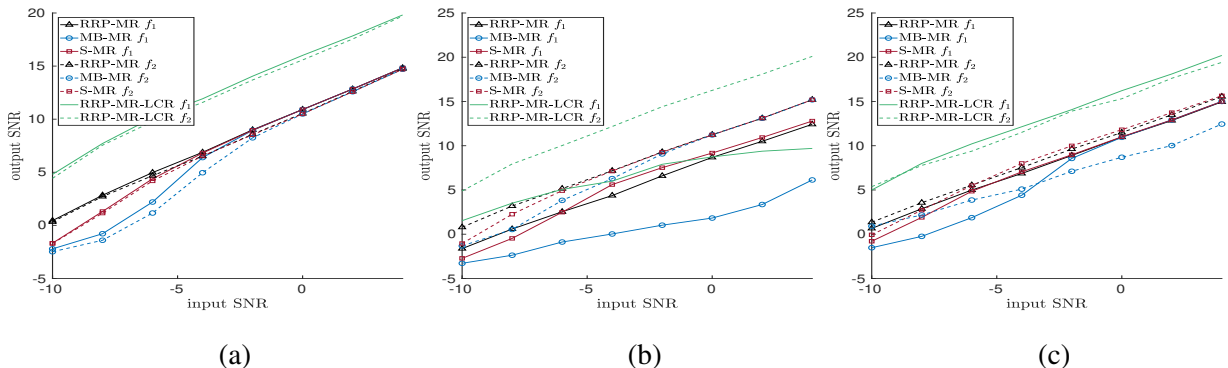 20
15
10
5
0
-5
-10
-5
0
output SNR
input SNR
RRP-MR f₁
MB-MR f₁
S-MR f₁
RRP-MR f₂
MB-MR f₂
S-MR f₂
RRP-MR-LCR f₁
RRP-MR-LCR f₂
(a)
25
20
15
10
5
0
-5
-10
-5
0
output SNR
input SNR
RRP-MR f₁
MB-MR f₁
S-MR f₁
RRP-MR f₂
MB-MR f₂
S-MR f₂
RRP-MR-LCR f₁
RRP-MR-LCR f₂
(b)
25
20
15
10
5
0
-5
-10
-5
0
output SNR
input SNR
RRP-MR f₁
MB-MR f₁
S-MR f₁
RRP-MR f₂
MB-MR f₂
S-MR f₂
RRP-MR-LCR f₁
RRP-MR-LCR f₂
(c)